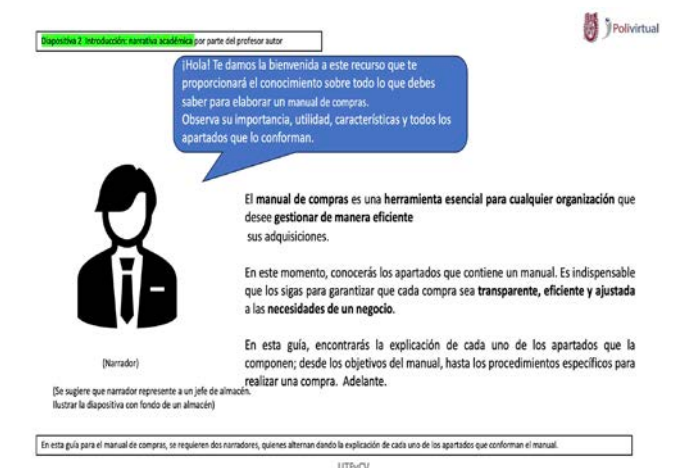 Diapositiva 2 Introducción: narrativa académica por parte del profesor autor
Polivirtual
¡Hola! Te damos la bienvenida a este recurso que te
proporcionará el conocimiento sobre todo lo que debes
saber para elaborar un manual de compras.
Observa su importancia, utilidad, características y todos los
apartados que lo conforman.
El manual de compras es una herramienta esencial para cualquier organización que
desee gestionar de manera eficiente
sus adquisiciones.
En este momento, conocerás los apartados que contiene un manual. Es indispensable
que los sigas para garantizar que cada compra sea transparente, eficiente y ajustada
a las necesidades de un negocio.
En esta guía, encontrarás la explicación de cada uno de los apartados que la
componen; desde los objetivos del manual, hasta los procedimientos específicos para
realizar una compra. Adelante.
(Narrador)
(Se sugiere que narrador represente a un jefe de almacén.
Ilustrar la diapositiva con fondo de un almacén)
En esta guía para el manual de compras, se requieren dos narradores, quienes alternan dando la explicación de cada uno de los apartados que conforman el manual.